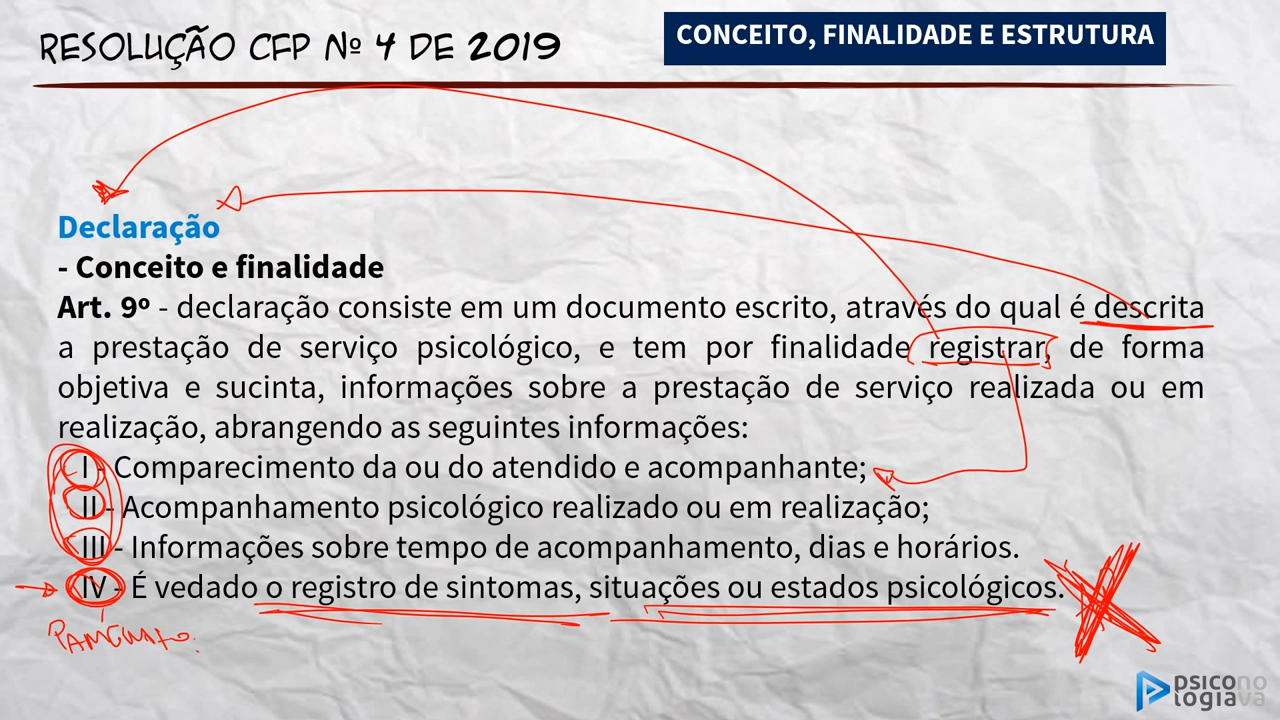 RESOLUÇÃO CFP Nº 4 DE 2019
CONCEITO, FINALIDADE E ESTRUTURA
Declaração
- Conceito e finalidade
Art. 9º - declaração consiste em um documento escrito, através do qual é descrita
a prestação de serviço psicológico, e tem por finalidade registrar, de forma
objetiva e sucinta, informações sobre a prestação de serviço realizada ou em
realização, abrangendo as seguintes informações:
I - Comparecimento da ou do atendido e acompanhante;
II - Acompanhamento psicológico realizado ou em realização;
III - Informações sobre tempo de acompanhamento, dias e horários.
IV - É vedado o registro de sintomas, situações ou estados psicológicos.
psicono
logiava